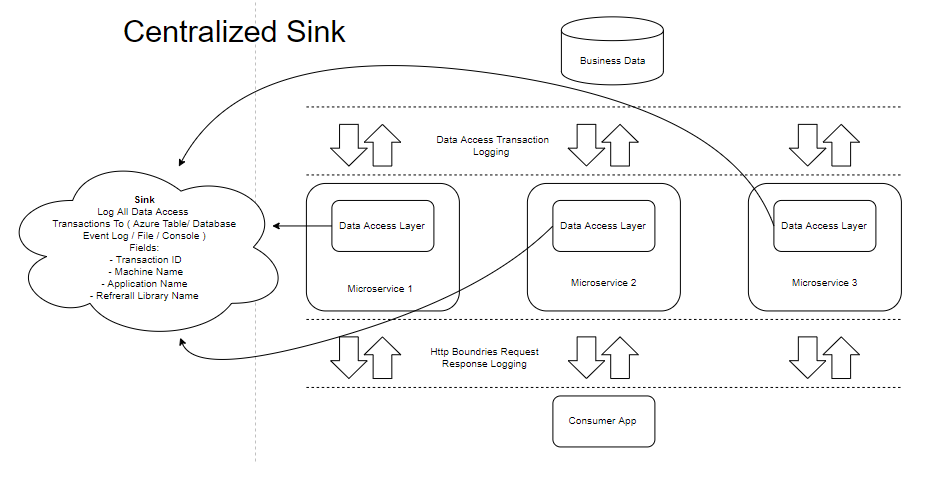 Centralized Sink
Business Data
Data Access Transaction
Logging
Sink
Log All Data Access
Transactions To ( Azure Table/ Database
Event Log / File / Console )
Fields:
- Transaction ID
- Machine Name
- Application Name
- Refrerall Library Name
Data Access Layer
Microservice 1
Data Access Layer
Microservice 2
Data Access Layer
Microservice 3
Http Boundries Request
Response Logging
Consumer App